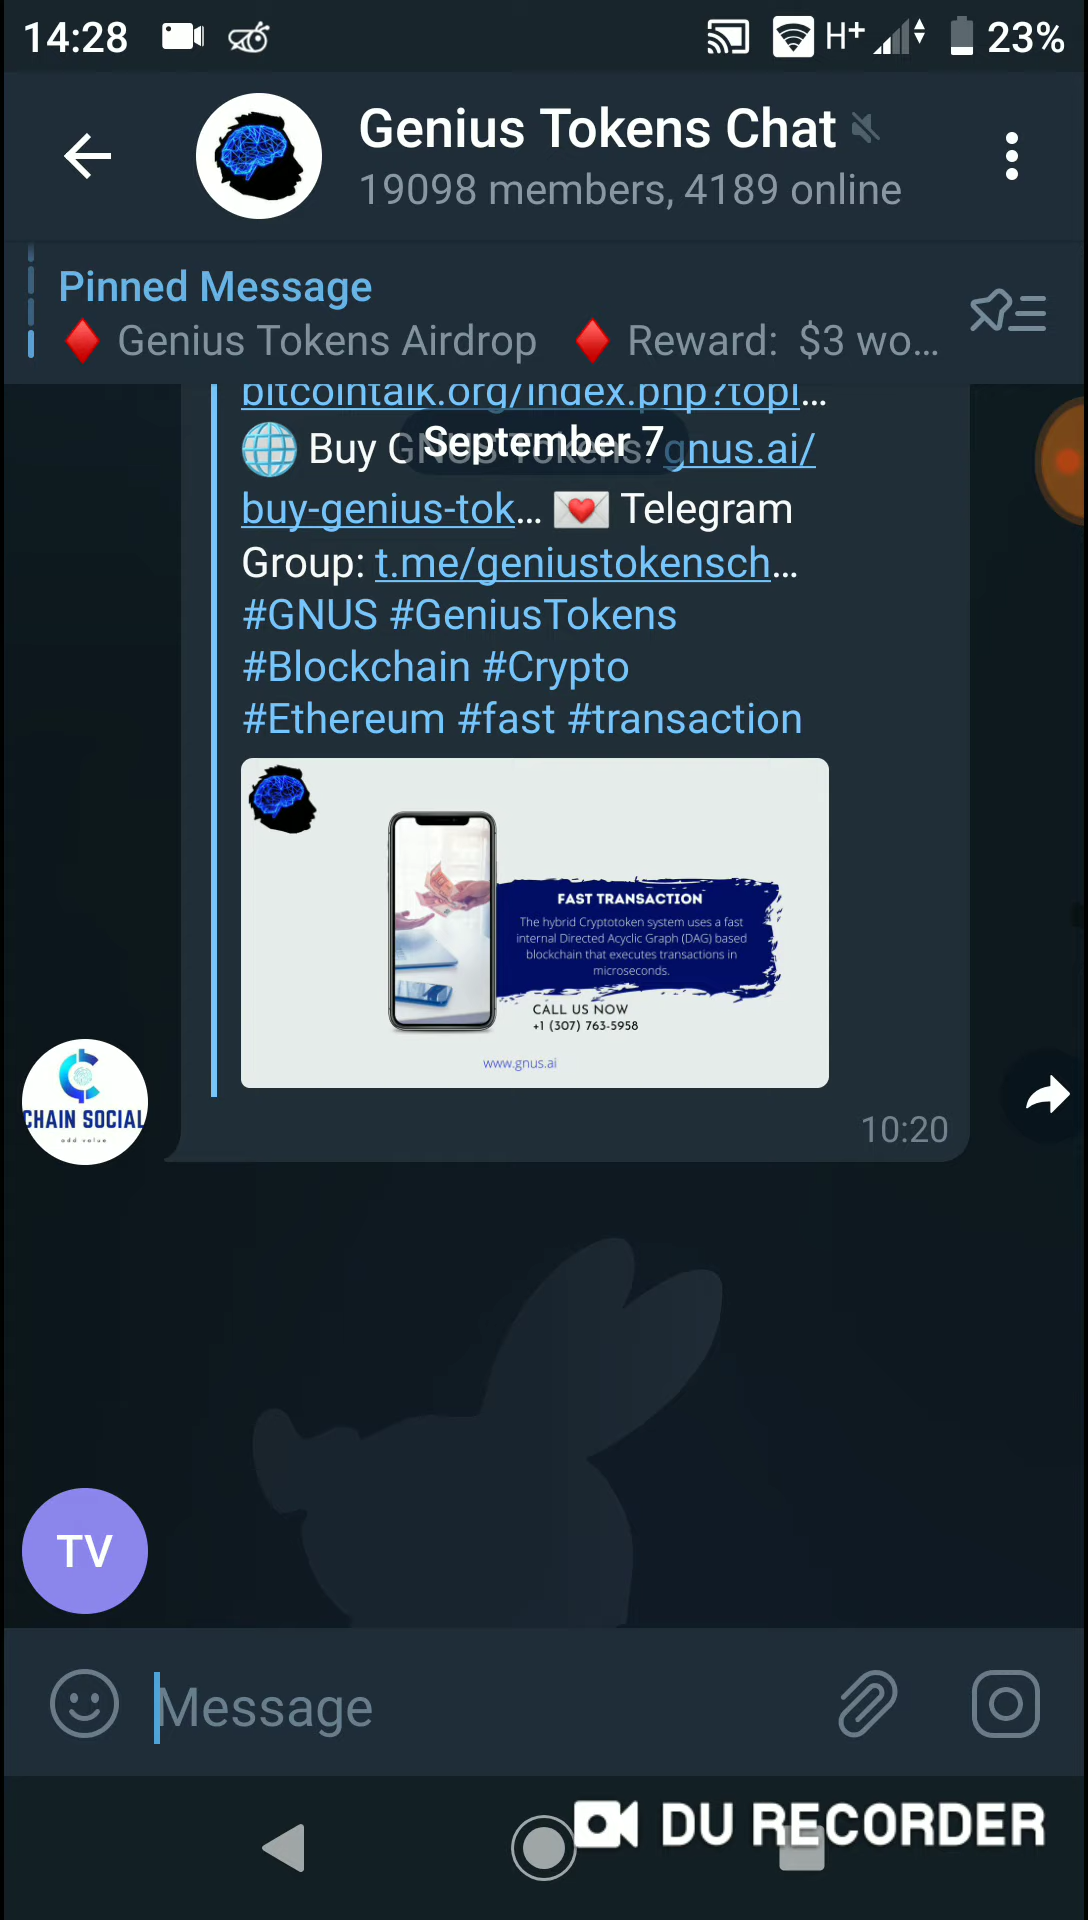 14:28 H+ 23%
Genius Tokens Chat
19098 members, 4189 online
Pinned Message
Genius Tokens Airdrop Reward: $3 wo...
bitcointalk.org/index.php?topi...
September 7
Buy GNUS Tokens: gnus.ai/
buy-genius-tok... Telegram
Group: t.me/geniustokensch...
#GNUS #GeniusTokens
#Blockchain #Crypto
#Ethereum #fast #transaction
FAST TRANSACTION
The hybrid Cryptotoken system uses a fast
internal Directed Acyclic Graph (DAG) based
blockchain that executes transactions in
microseconds.
CALL US NOW
+1 (307) 763-5958
www.gnus.ai
CHAIN SOCIAL
add value
10:20
TV
Message
DU RECORDER